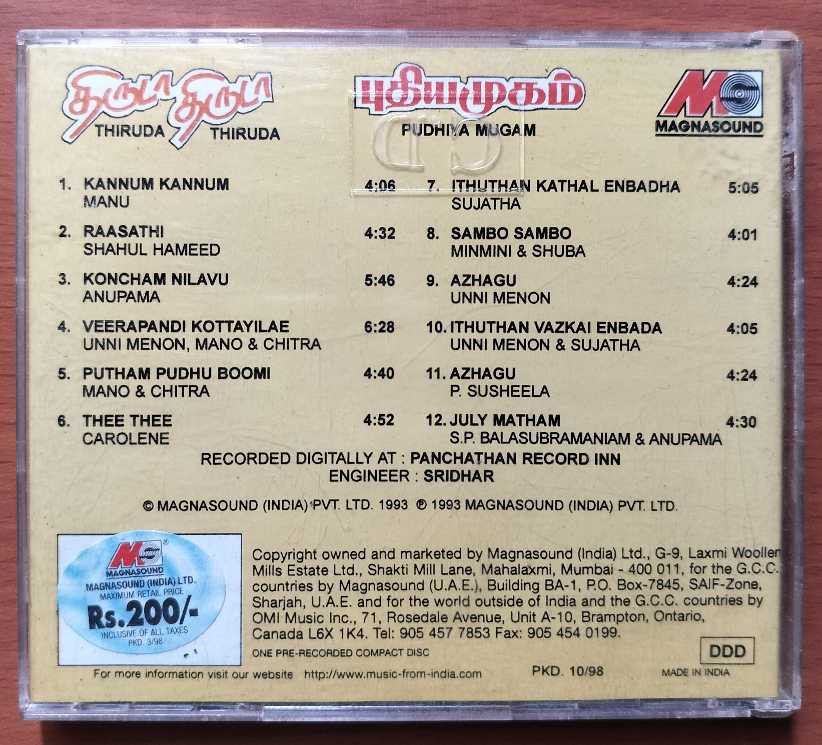 திருடா திருடா
THIRUDA THIRUDA
புதியமுகம்
PUDHIYA MUGAM
MAGNASOUND
CD
1. KANNUM KANNUM 4:06
MANU
2. RAASATHI 4:32
SHAHUL HAMEED
3. KONCHAM NILAVU 5:46
ANUPAMA
4. VEERAPANDI KOTTAYILAE 6:28
UNNI MENON, MANO & CHITRA
5. PUTHAM PUDHU BOOMI 4:40
MANO & CHITRA
6. THEE THEE 4:52
CAROLENE
7. ITHUTHAN KATHAL ENBADHA 5:05
SUJATHA
8. SAMBO SAMBO 4:01
MINMINI & SHUBA
9. AZHAGU 4:24
UNNI MENON
10. ITHUTHAN VAZKAI ENBADA 4:05
UNNI MENON & SUJATHA
11. AZHAGU 4:24
P. SUSHEELA
12. JULY MATHAM 4:30
S.P. BALASUBRAMANIAM & ANUPAMA
RECORDED DIGITALLY AT : PANCHATHAN RECORD INN
ENGINEER : SRIDHAR
© MAGNASOUND (INDIA) PVT. LTD. 1993 ℗ 1993 MAGNASOUND (INDIA) PVT. LTD.
MAGNASOUND
MAGNASOUND (INDIA) LTD.
MAXIMUM RETAIL PRICE
Rs.200/-
INCLUSIVE OF ALL TAXES
PKD. 3/98
Copyright owned and marketed by Magnasound (India) Ltd., G-9, Laxmi Woollen
Mills Estate Ltd., Shakti Mill Lane, Mahalaxmi, Mumbai - 400 011, for the G.C.C.
countries by Magnasound (U.A.E.), Building BA-1, P.O. Box-7845, SAIF-Zone,
Sharjah, U.A.E. and for the world outside of India and the G.C.C. countries by
OMI Music Inc., 71, Rosedale Avenue, Unit A-10, Brampton, Ontario,
Canada L6X 1K4. Tel: 905 457 7853 Fax: 905 454 0199.
ONE PRE-RECORDED COMPACT DISC
DDD
For more information visit our website http://www.music-from-india.com PKD. 10/98 MADE IN INDIA